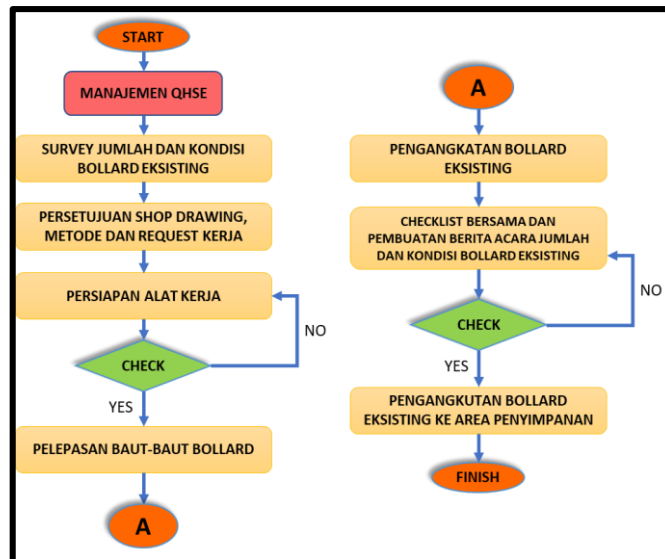 START
MANAJEMEN QHSE
SURVEY JUMLAH DAN KONDISI
BOLLARD EKSISTING
PERSETUJUAN SHOP DRAWING,
METODE DAN REQUEST KERJA
PERSIAPAN ALAT KERJA
NO
CHECK
YES
PELEPASAN BAUT-BAUT BOLLARD
A
A
PENGANGKATAN BOLLARD
EKSISTING
CHECKLIST BERSAMA DAN
PEMBUATAN BERITA ACARA JUMLAH
DAN KONDISI BOLLARD EKSISTING
NO
CHECK
YES
PENGANGKUTAN BOLLARD
EKSISTING KE AREA PENYIMPANAN
FINISH